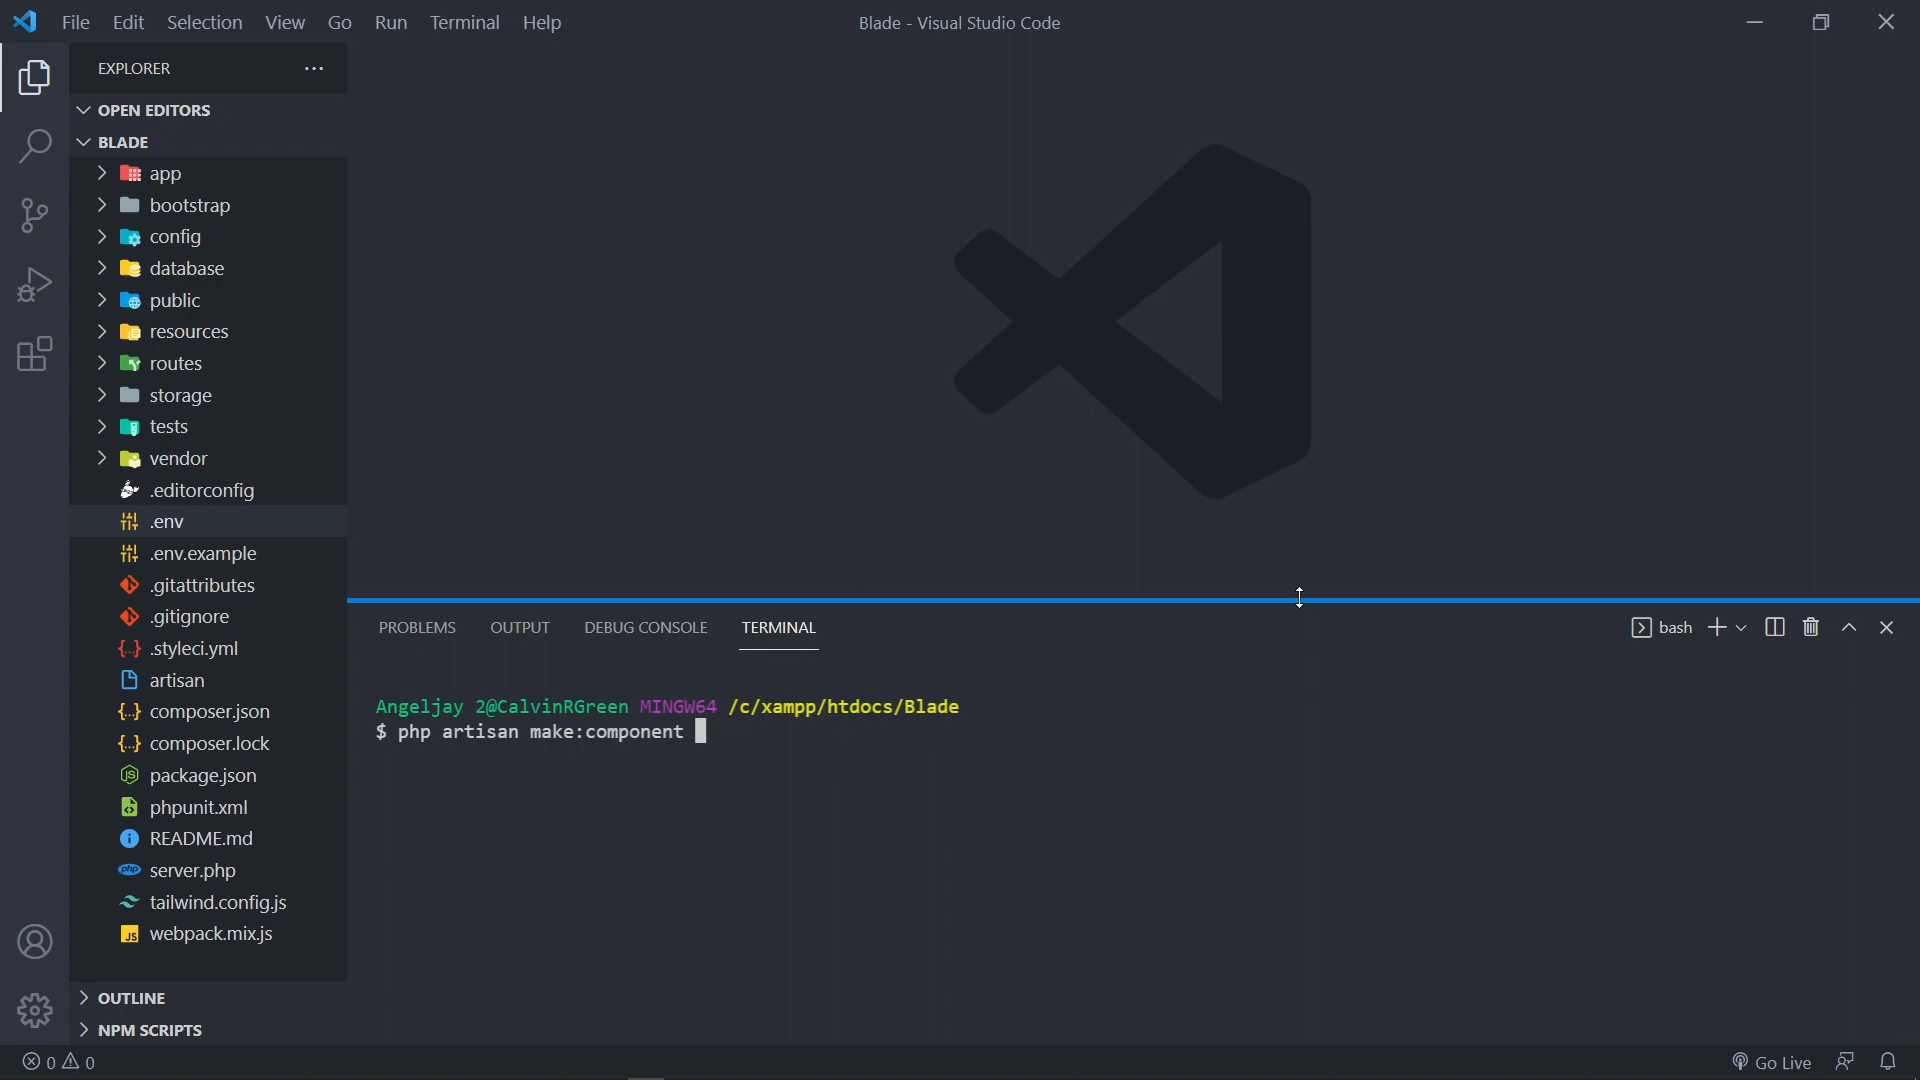 File Edit Selection View Go Run Terminal Help Blade - Visual Studio Code
EXPLORER ...
OPEN EDITORS
BLADE
app
bootstrap
config
database
public
resources
routes
storage
tests
vendor
.editorconfig
.env
.env.example
.gitattributes
.gitignore
.styleci.yml
artisan
composer.json
composer.lock
package.json
phpunit.xml
README.md
server.php
tailwind.config.js
webpack.mix.js
OUTLINE
NPM SCRIPTS
PROBLEMS OUTPUT DEBUG CONSOLE TERMINAL bash
Angeljay 2@CalvinRGreen MINGW64 /c/xampp/htdocs/Blade
$ php artisan make:component
0 0 Go Live